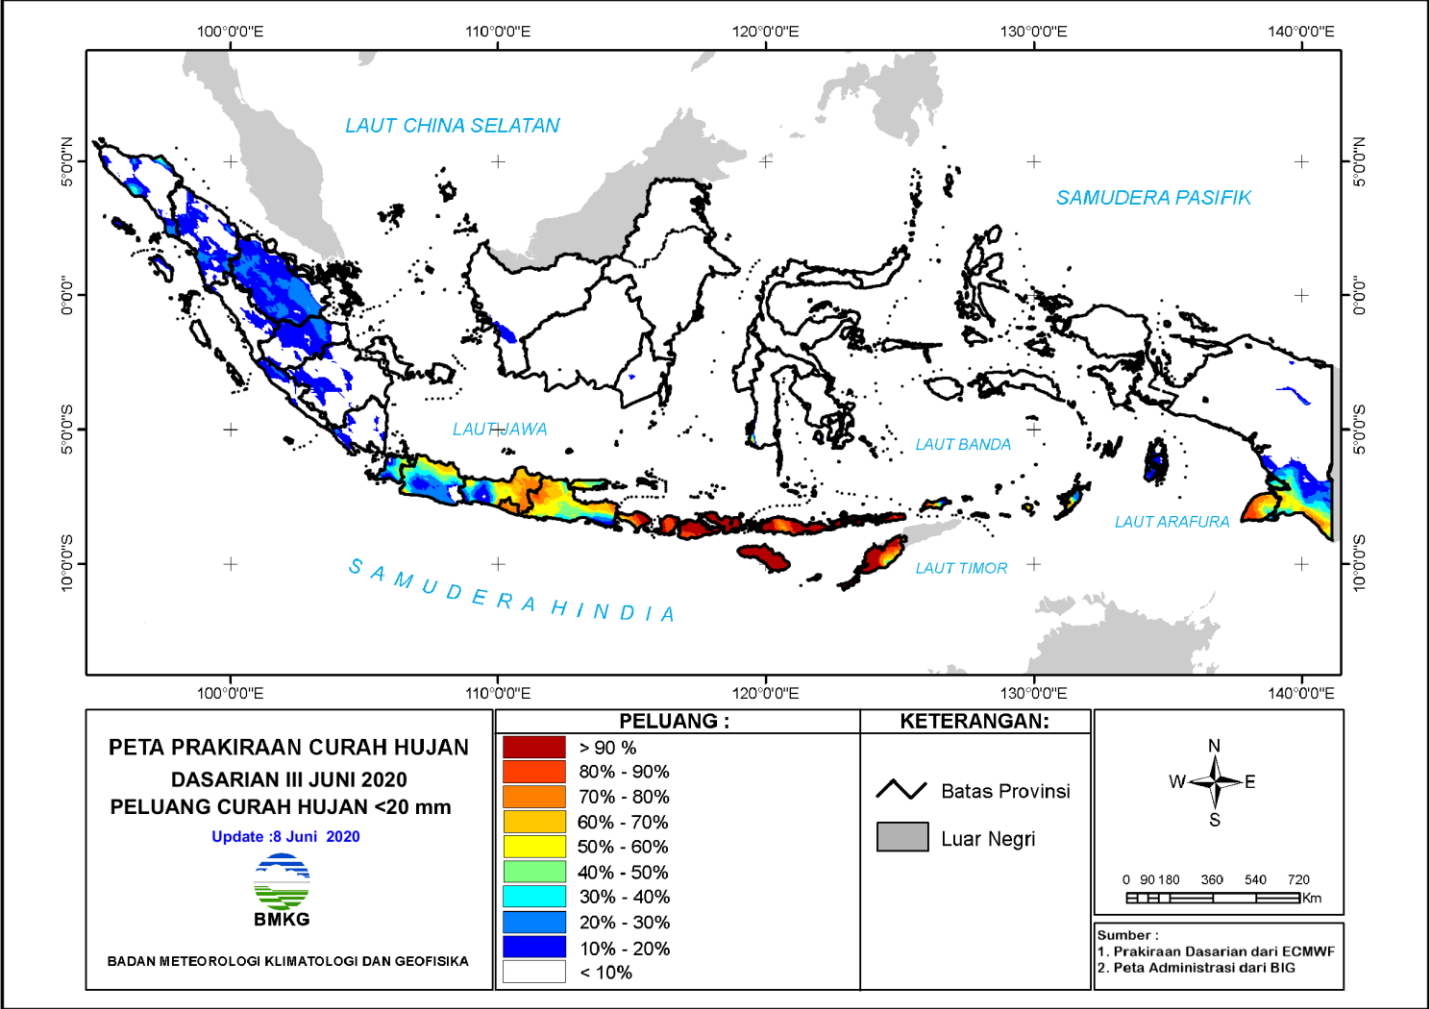 100°0'0"E 110°0'0"E 120°0'0"E 130°0'0"E 140°0'0"E
5°0'0"N
0°0'0"
5°0'0"S
10°0'0"S
5°0'0"N
0°0'0"
5°0'0"S
10°0'0"S
LAUT CHINA SELATAN
SAMUDERA PASIFIK
LAUT JAWA
LAUT BANDA
LAUT ARAFURA
LAUT TIMOR
SAMUDERA HINDIA
100°0'0"E 110°0'0"E 120°0'0"E 130°0'0"E 140°0'0"E
PETA PRAKIRAAN CURAH HUJAN
DASARIAN III JUNI 2020
PELUANG CURAH HUJAN <20 mm
Update :8 Juni 2020
BMKG
BADAN METEOROLOGI KLIMATOLOGI DAN GEOFISIKA
PELUANG :
> 90 %
80% - 90%
70% - 80%
60% - 70%
50% - 60%
40% - 50%
30% - 40%
20% - 30%
10% - 20%
< 10%
KETERANGAN:
Batas Provinsi
Luar Negri
N
W E
S
0 90 180 360 540 720
Km
Sumber :
1. Prakiraan Dasarian dari ECMWF
2. Peta Administrasi dari BIG